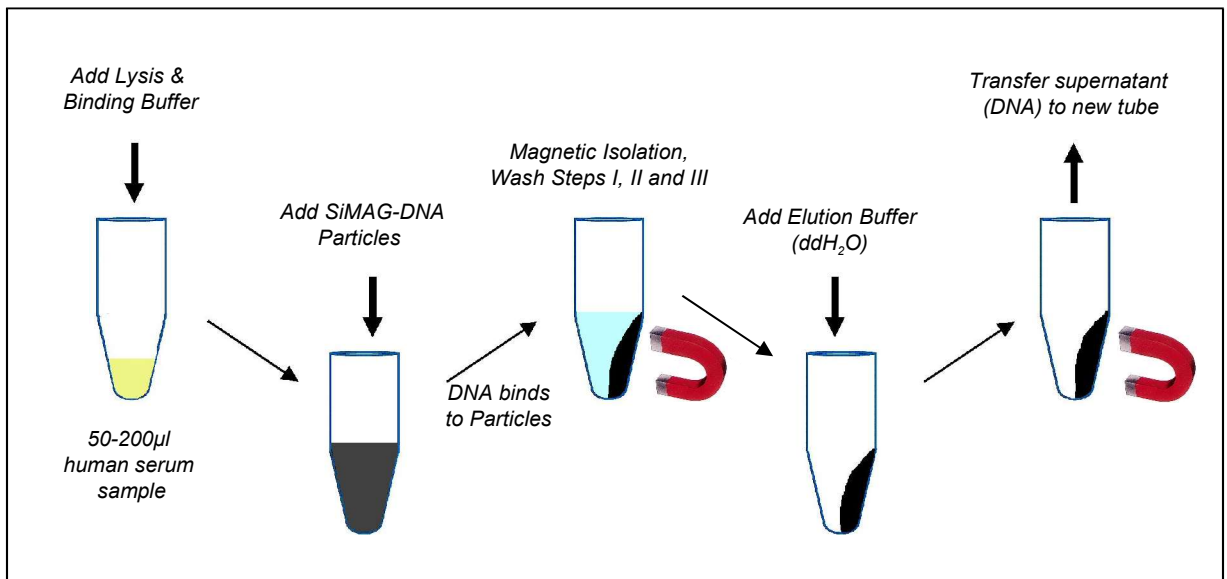 Add Lysis &
Binding Buffer
50-200µl
human serum
sample
Add SiMAG-DNA
Particles
DNA binds
to Particles
Magnetic Isolation,
Wash Steps I, II and III
Add Elution Buffer
(ddH₂O)
Transfer supernatant
(DNA) to new tube